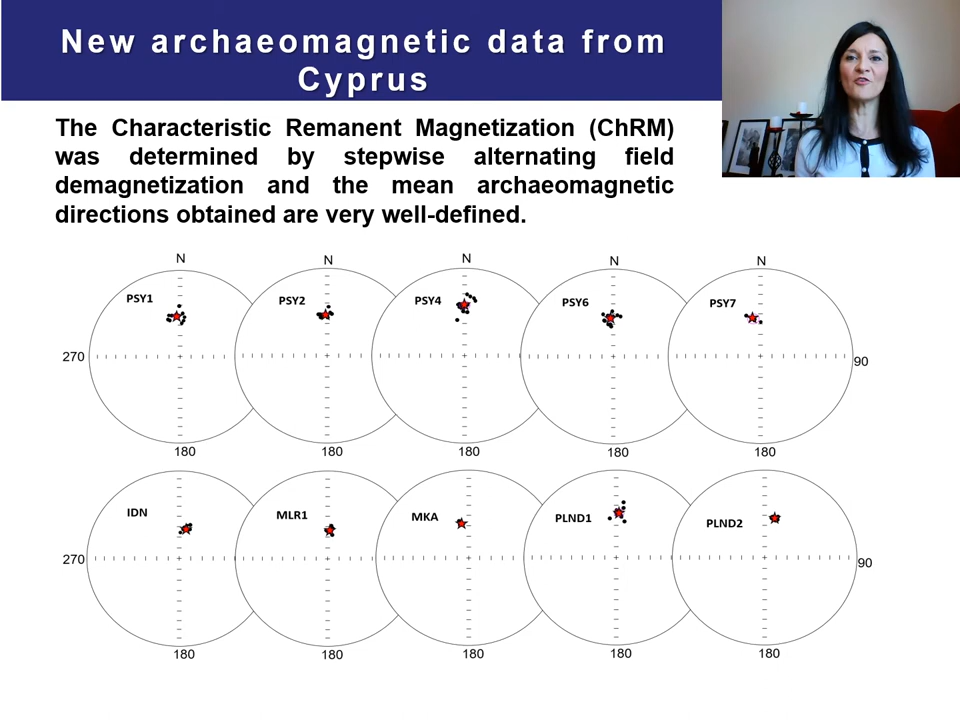 New archaeomagnetic data from
Cyprus
The Characteristic Remanent Magnetization (ChRM)
was determined by stepwise alternating field
demagnetization and the mean archaeomagnetic
directions obtained are very well-defined.
N N N N N
PSY1 PSY2 PSY4 PSY6 PSY7
270 90
180 180 180 180 180
IDN MLR1 MKA PLND1 PLND2
270 90
180 180 180 180 180